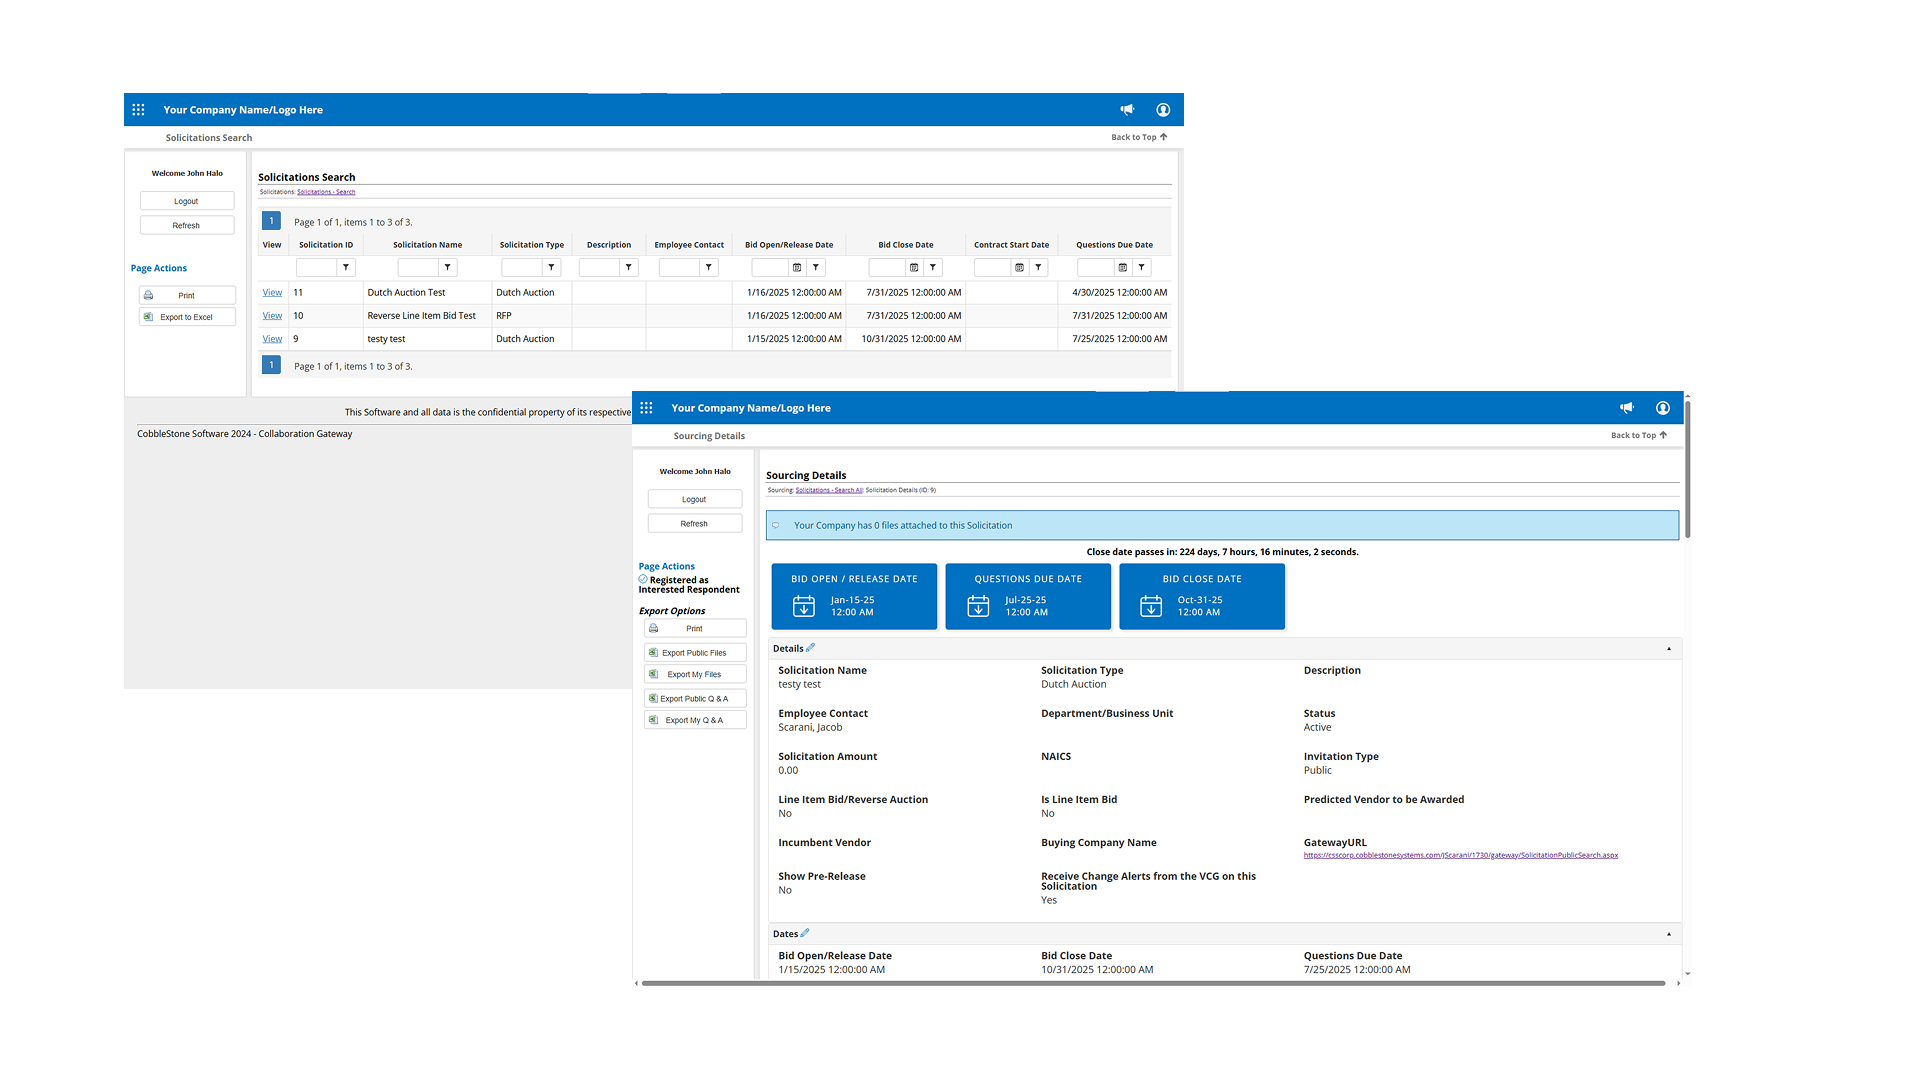 Your Company Name/Logo Here
Solicitations Search
Back to Top
Welcome John Halo
Logout
Refresh
Page Actions
Print
Export to Excel
Solicitations Search
Solicitations: Solicitations - Search
1 Page 1 of 1, items 1 to 3 of 3.
View Solicitation ID Solicitation Name Solicitation Type Description Employee Contact Bid Open/Release Date Bid Close Date Contract Start Date Questions Due Date
View 11 Dutch Auction Test Dutch Auction 1/16/2025 12:00:00 AM 7/31/2025 12:00:00 AM 4/30/2025 12:00:00 AM
View 10 Reverse Line Item Bid Test RFP 1/16/2025 12:00:00 AM 7/31/2025 12:00:00 AM 7/31/2025 12:00:00 AM
View 9 testy test Dutch Auction 1/15/2025 12:00:00 AM 10/31/2025 12:00:00 AM 7/25/2025 12:00:00 AM
1 Page 1 of 1, items 1 to 3 of 3.
This Software and all data is the confidential property of its respective
CobbleStone Software 2024 - Collaboration Gateway
Your Company Name/Logo Here
Sourcing Details
Back to Top
Welcome John Halo
Logout
Refresh
Page Actions
Registered as
Interested Respondent
Export Options
Print
Export Public Files
Export My Files
Export Public Q & A
Export My Q & A
Sourcing Details
Sourcing: Solicitations - Search All: Solicitation Details (ID: 9)
Your Company has 0 files attached to this Solicitation
Close date passes in: 224 days, 7 hours, 16 minutes, 2 seconds.
BID OPEN / RELEASE DATE
Jan-15-25
12:00 AM
QUESTIONS DUE DATE
Jul-25-25
12:00 AM
BID CLOSE DATE
Oct-31-25
12:00 AM
Details
Solicitation Name Solicitation Type Description
testy test Dutch Auction
Employee Contact Department/Business Unit Status
Scarani, Jacob Active
Solicitation Amount NAICS Invitation Type
0.00 Public
Line Item Bid/Reverse Auction Is Line Item Bid Predicted Vendor to be Awarded
No No
Incumbent Vendor Buying Company Name GatewayURL
https://csscorp.cobblestonesystems.com/JScarani/1730/gateway/SolicitationPublicSearch.aspx
Show Pre-Release Receive Change Alerts from the VCG on this
Solicitation
No Yes
Dates
Bid Open/Release Date Bid Close Date Questions Due Date
1/15/2025 12:00:00 AM 10/31/2025 12:00:00 AM 7/25/2025 12:00:00 AM